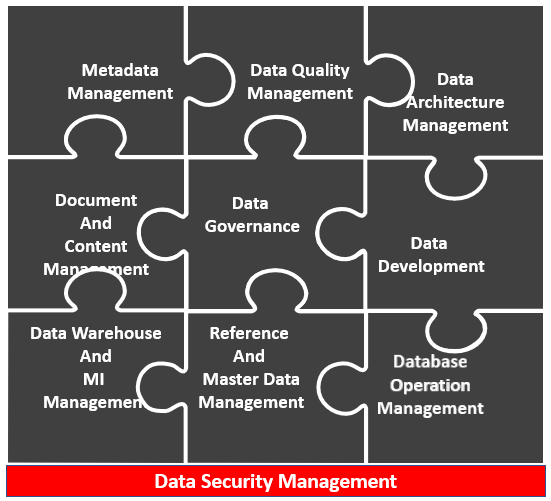 Metadata
Management
Data Quality
Management
Data
Architecture
Management
Document
And
Content
Management
Data
Governance
Data
Development
Data Warehouse
And
MI
Management
Reference
And
Master Data
Management
Database
Operation
Management
Data Security Management